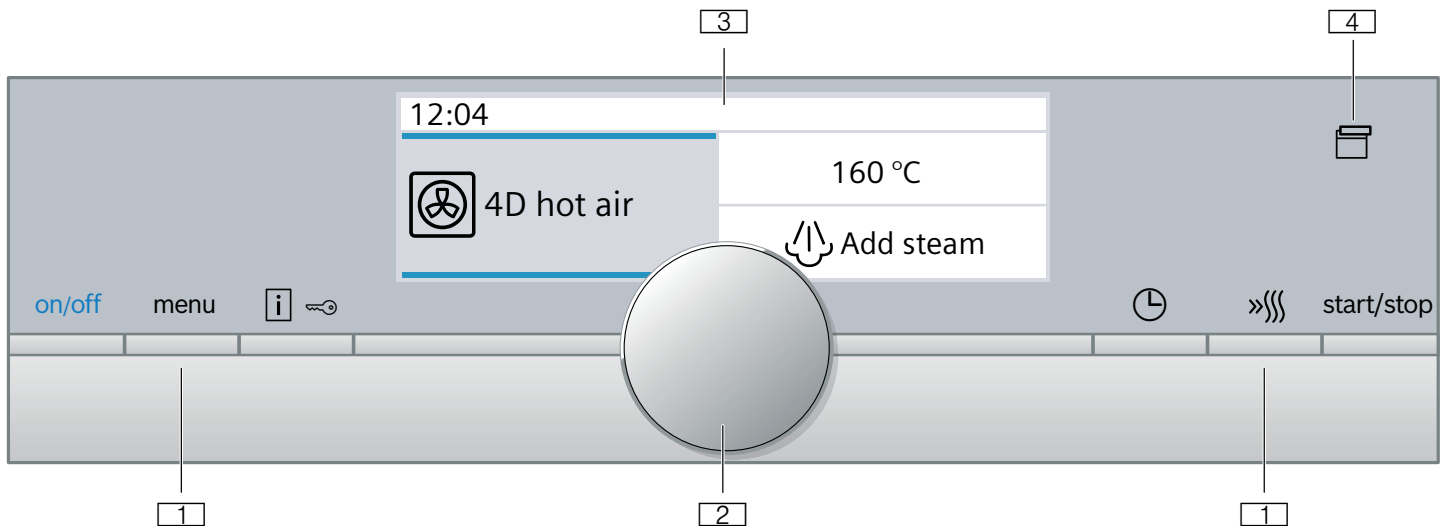 3 4
12:04
160 °C
4D hot air
Add steam
on/off menu i start/stop
1 2 1